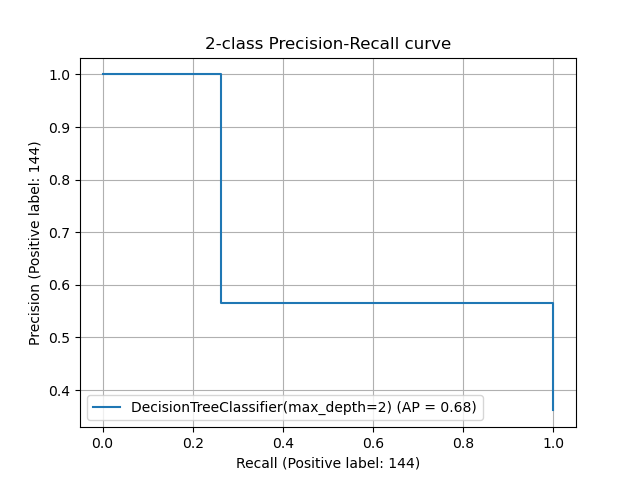 2-class Precision-Recall curve
1.0
0.9
0.8
0.7
0.6
0.5
0.4
Precision (Positive label: 144)
DecisionTreeClassifier(max_depth=2) (AP = 0.68)
0.0 0.2 0.4 0.6 0.8 1.0
Recall (Positive label: 144)